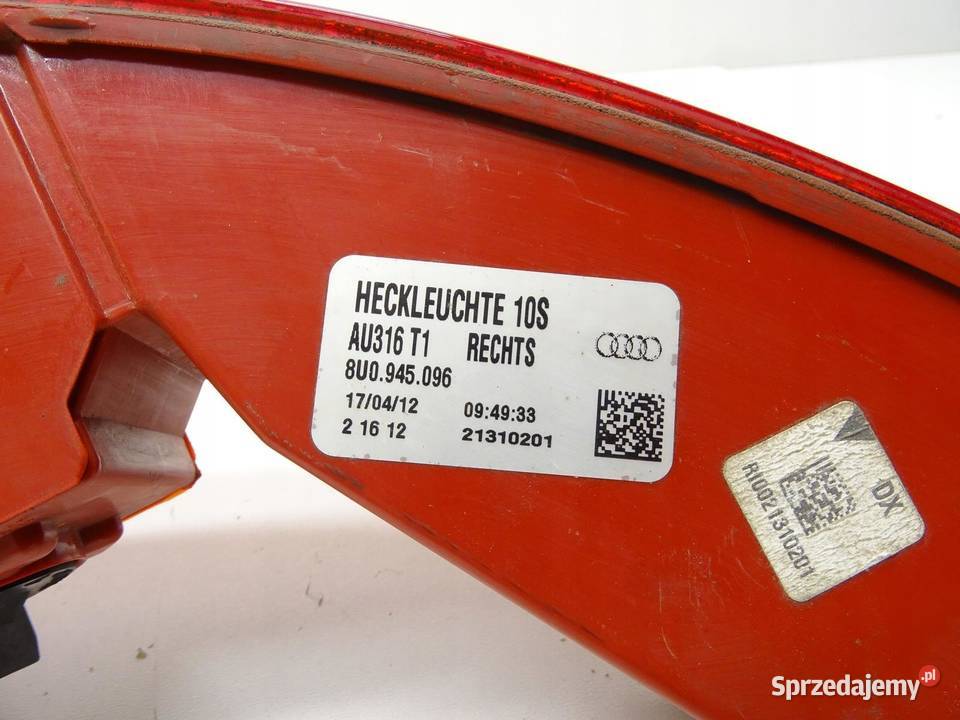 HECKLEUCHTE 10S
AU316 T1 RECHTS
8U0.945.096
17/04/12 09:49:33
2 16 12 21310201
DX
RI0021310201
Sprzedajemy.pl